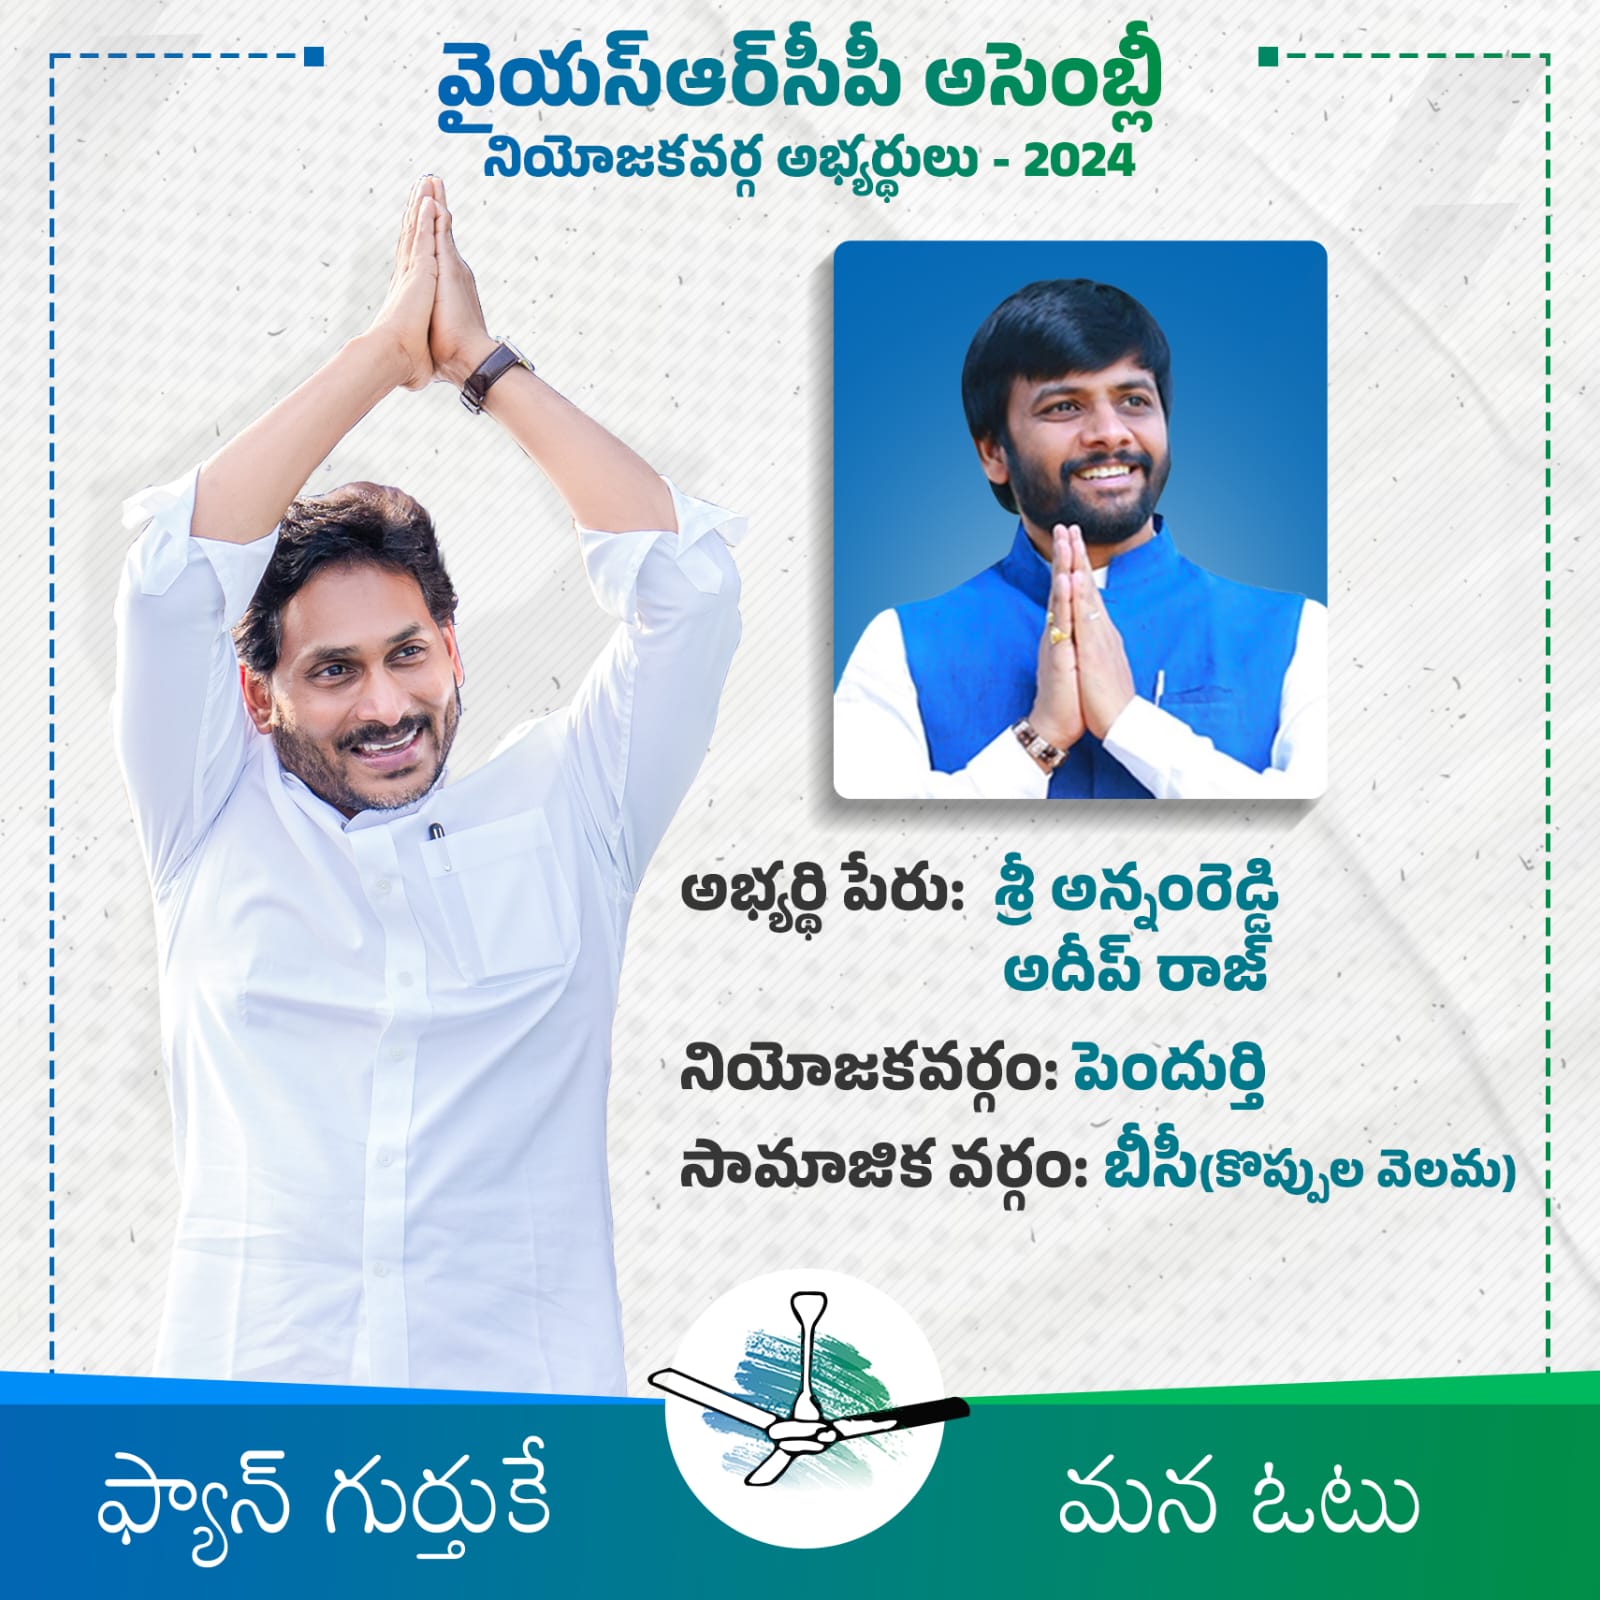 వైయస్ఆర్‌సీపీ అసెంబ్లీ
నియోజకవర్గ అభ్యర్థులు - 2024
అభ్యర్థి పేరు: శ్రీ అన్నంరెడ్డి
అదీప్ రాజ్
నియోజకవర్గం: పెందుర్తి
సామాజిక వర్గం: బీసీ(కొప్పుల వెలమ)
ఫ్యాన్ గుర్తుకే మన ఓటు